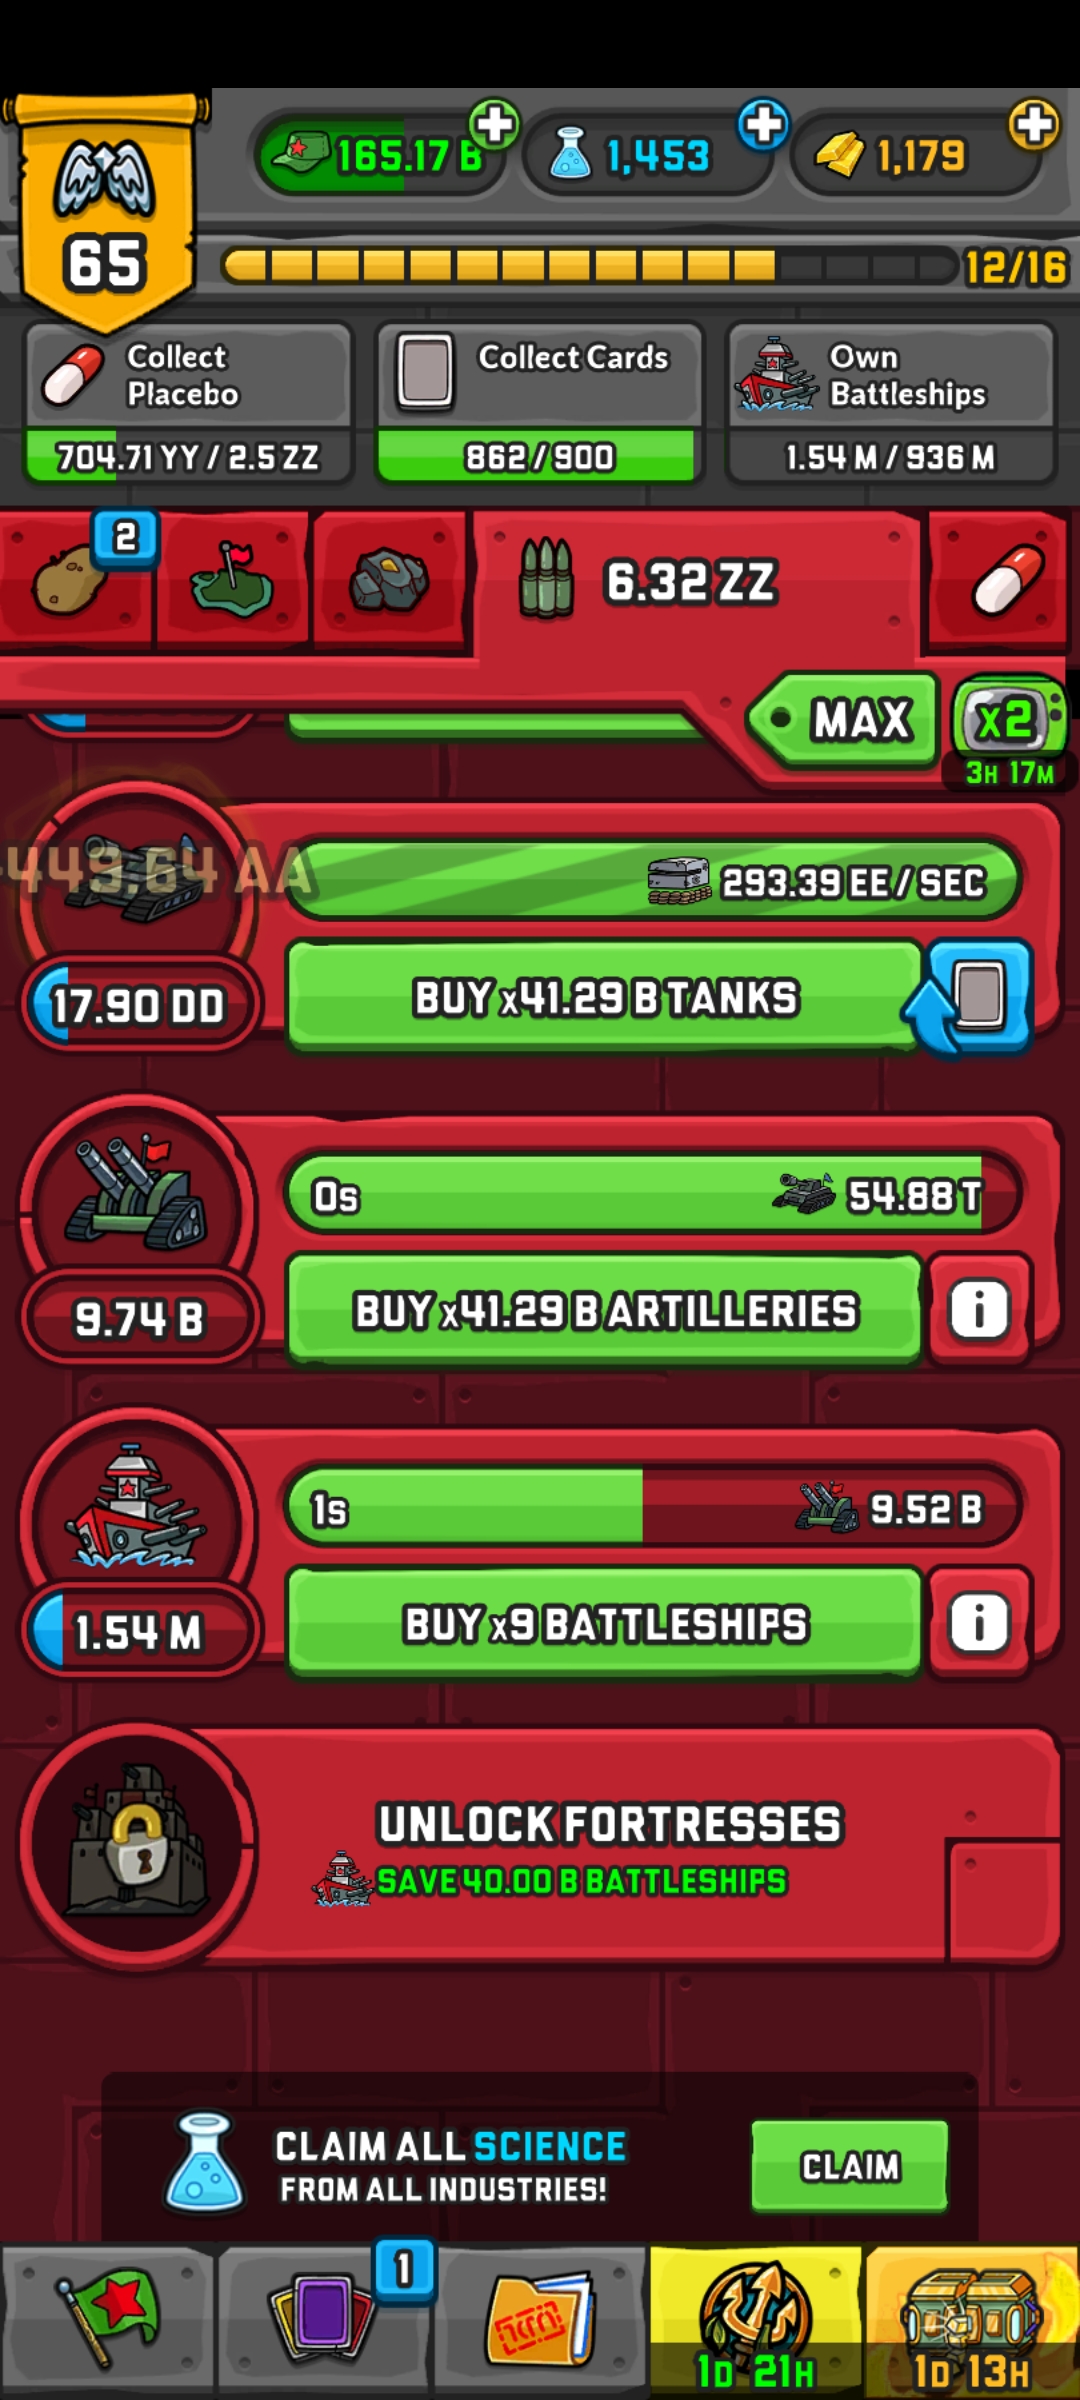 165.17 B
1,453
1,179
65
12/16
Collect
Placebo
704.71 YY / 2.5 ZZ
Collect Cards
862/900
Own
Battleships
1.54 M / 936 M
2
6.32 ZZ
MAX
x2
3H 17M
-449.64 AA
293.39 EE / SEC
17.90 DD
BUY x41.29 B TANKS
0s
54.88 T
9.74 B
BUY x41.29 B ARTILLERIES
i
1s
9.52 B
1.54 M
BUY x9 BATTLESHIPS
i
UNLOCK FORTRESSES
SAVE 40.00 B BATTLESHIPS
CLAIM ALL SCIENCE
FROM ALL INDUSTRIES!
CLAIM
1
1D 21H
1D 13H